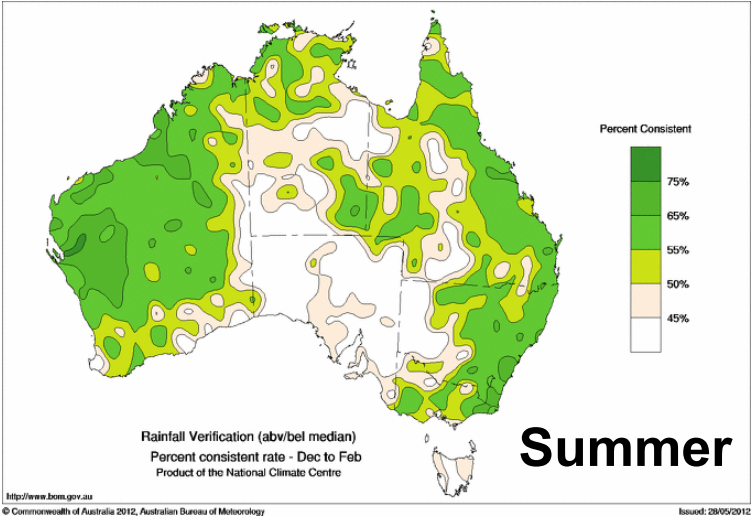 Percent Consistent
75%
65%
55%
50%
45%
Rainfall Verification (abv/bel median)
Percent consistent rate - Dec to Feb
Product of the National Climate Centre
Summer
http://www.bom.gov.au
© Commonwealth of Australia 2012, Australian Bureau of Meteorology
Issued: 28/05/2012